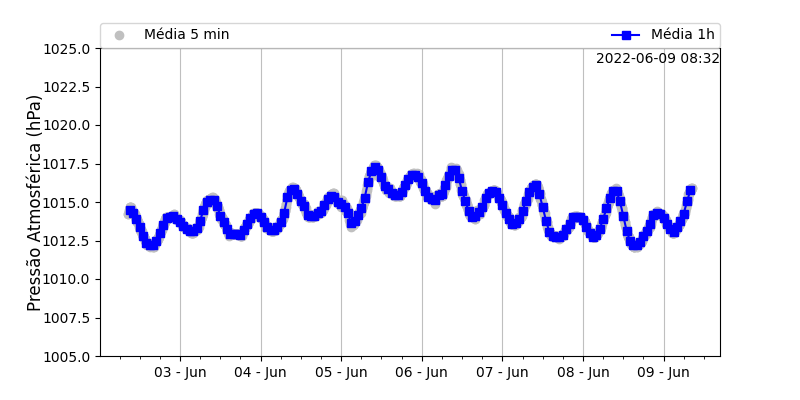 Média 5 min
Média 1h
2022-06-09 08:32
Pressão Atmosférica (hPa)
1025.0
1022.5
1020.0
1017.5
1015.0
1012.5
1010.0
1007.5
1005.0
03 - Jun
04 - Jun
05 - Jun
06 - Jun
07 - Jun
08 - Jun
09 - Jun